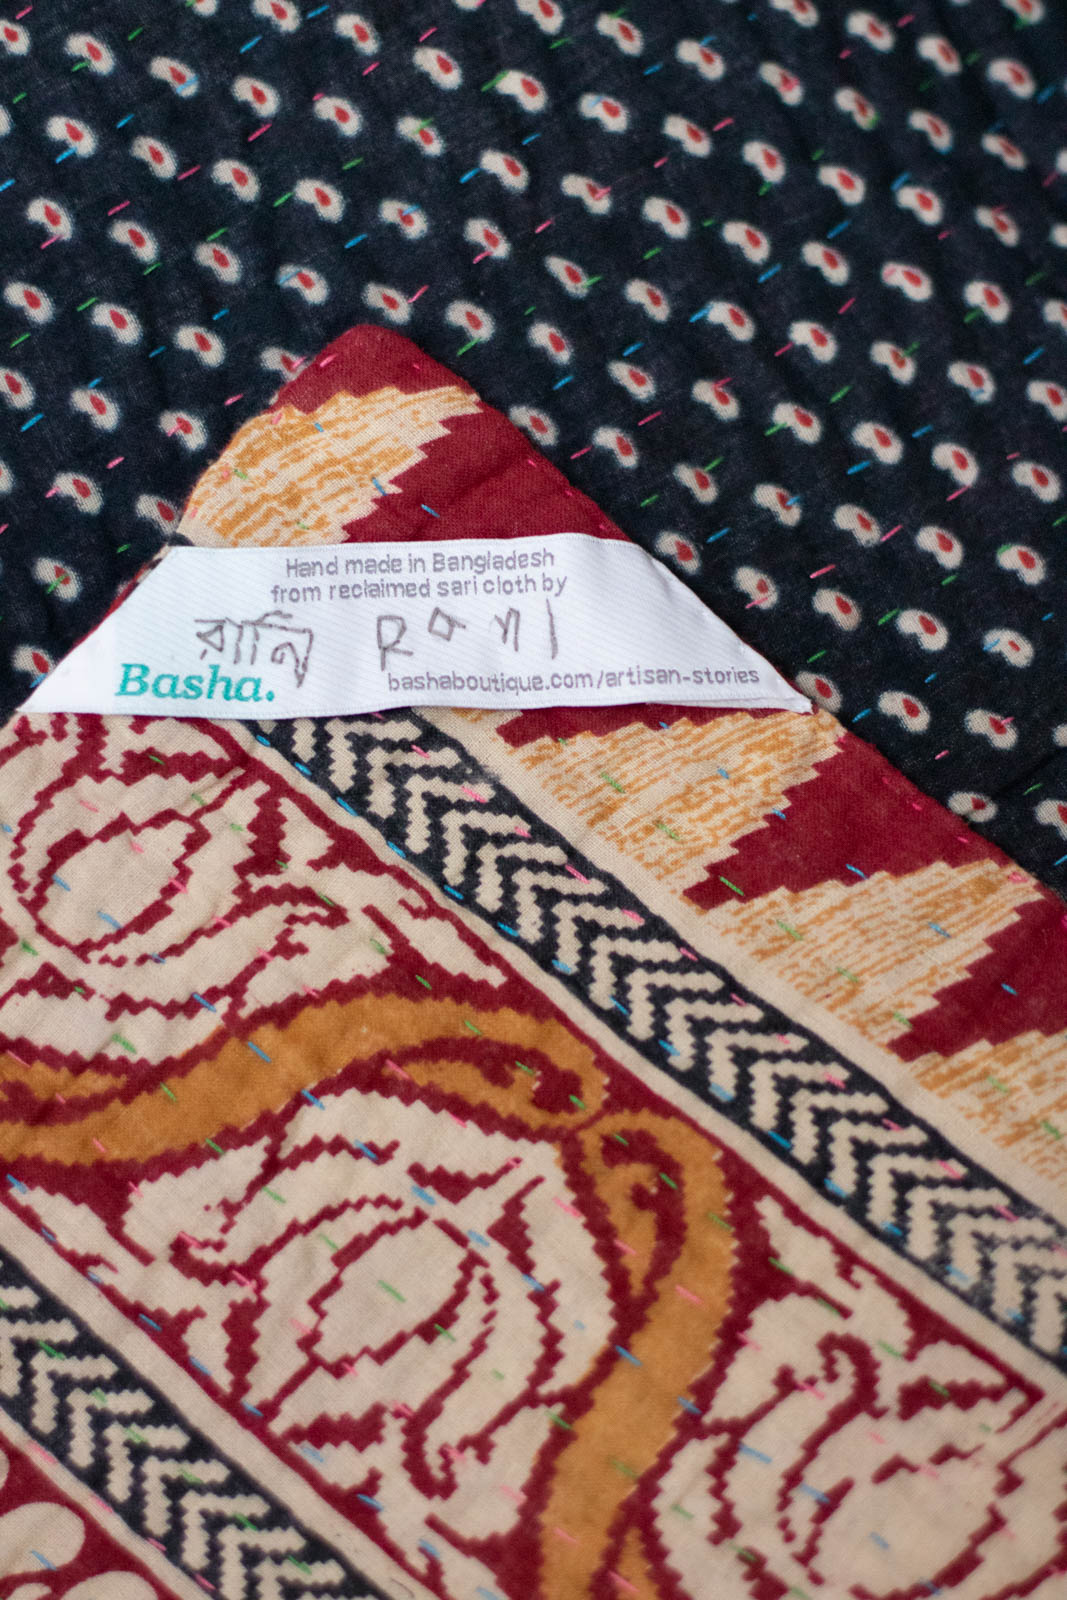 Hand made in Bangladesh
from reclaimed sari cloth by
রানি Rani
Basha.
bashaboutique.com/artisan-stories